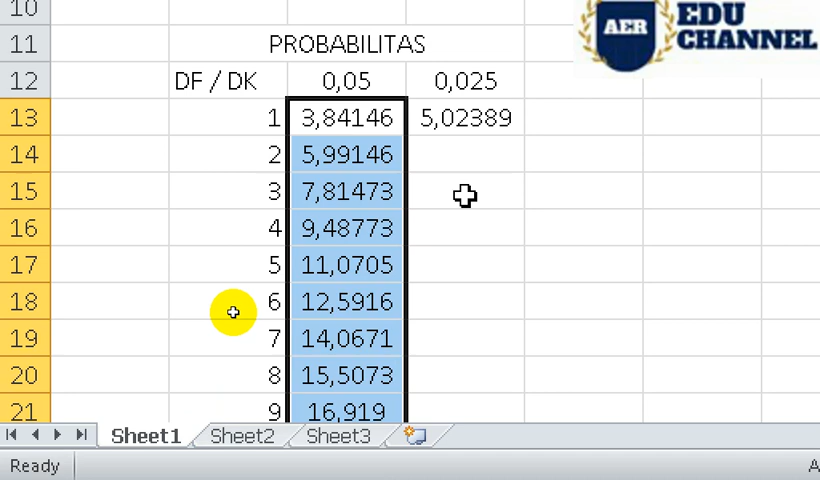 10
AER
EDU
CHANNEL
11 PROBABILITAS
12 DF / DK 0,05 0,025
13 1 3,84146 5,02389
14 2 5,99146
15 3 7,81473
16 4 9,48773
17 5 11,0705
18 6 12,5916
19 7 14,0671
20 8 15,5073
21 9 16,919
Sheet1 Sheet2 Sheet3
Ready A